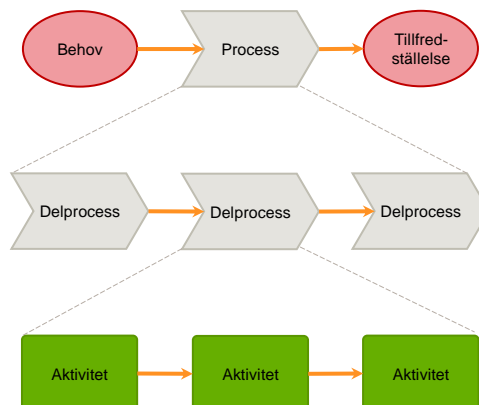 Behov
Process
Tillfred-
ställelse
Delprocess
Delprocess
Delprocess
Aktivitet
Aktivitet
Aktivitet